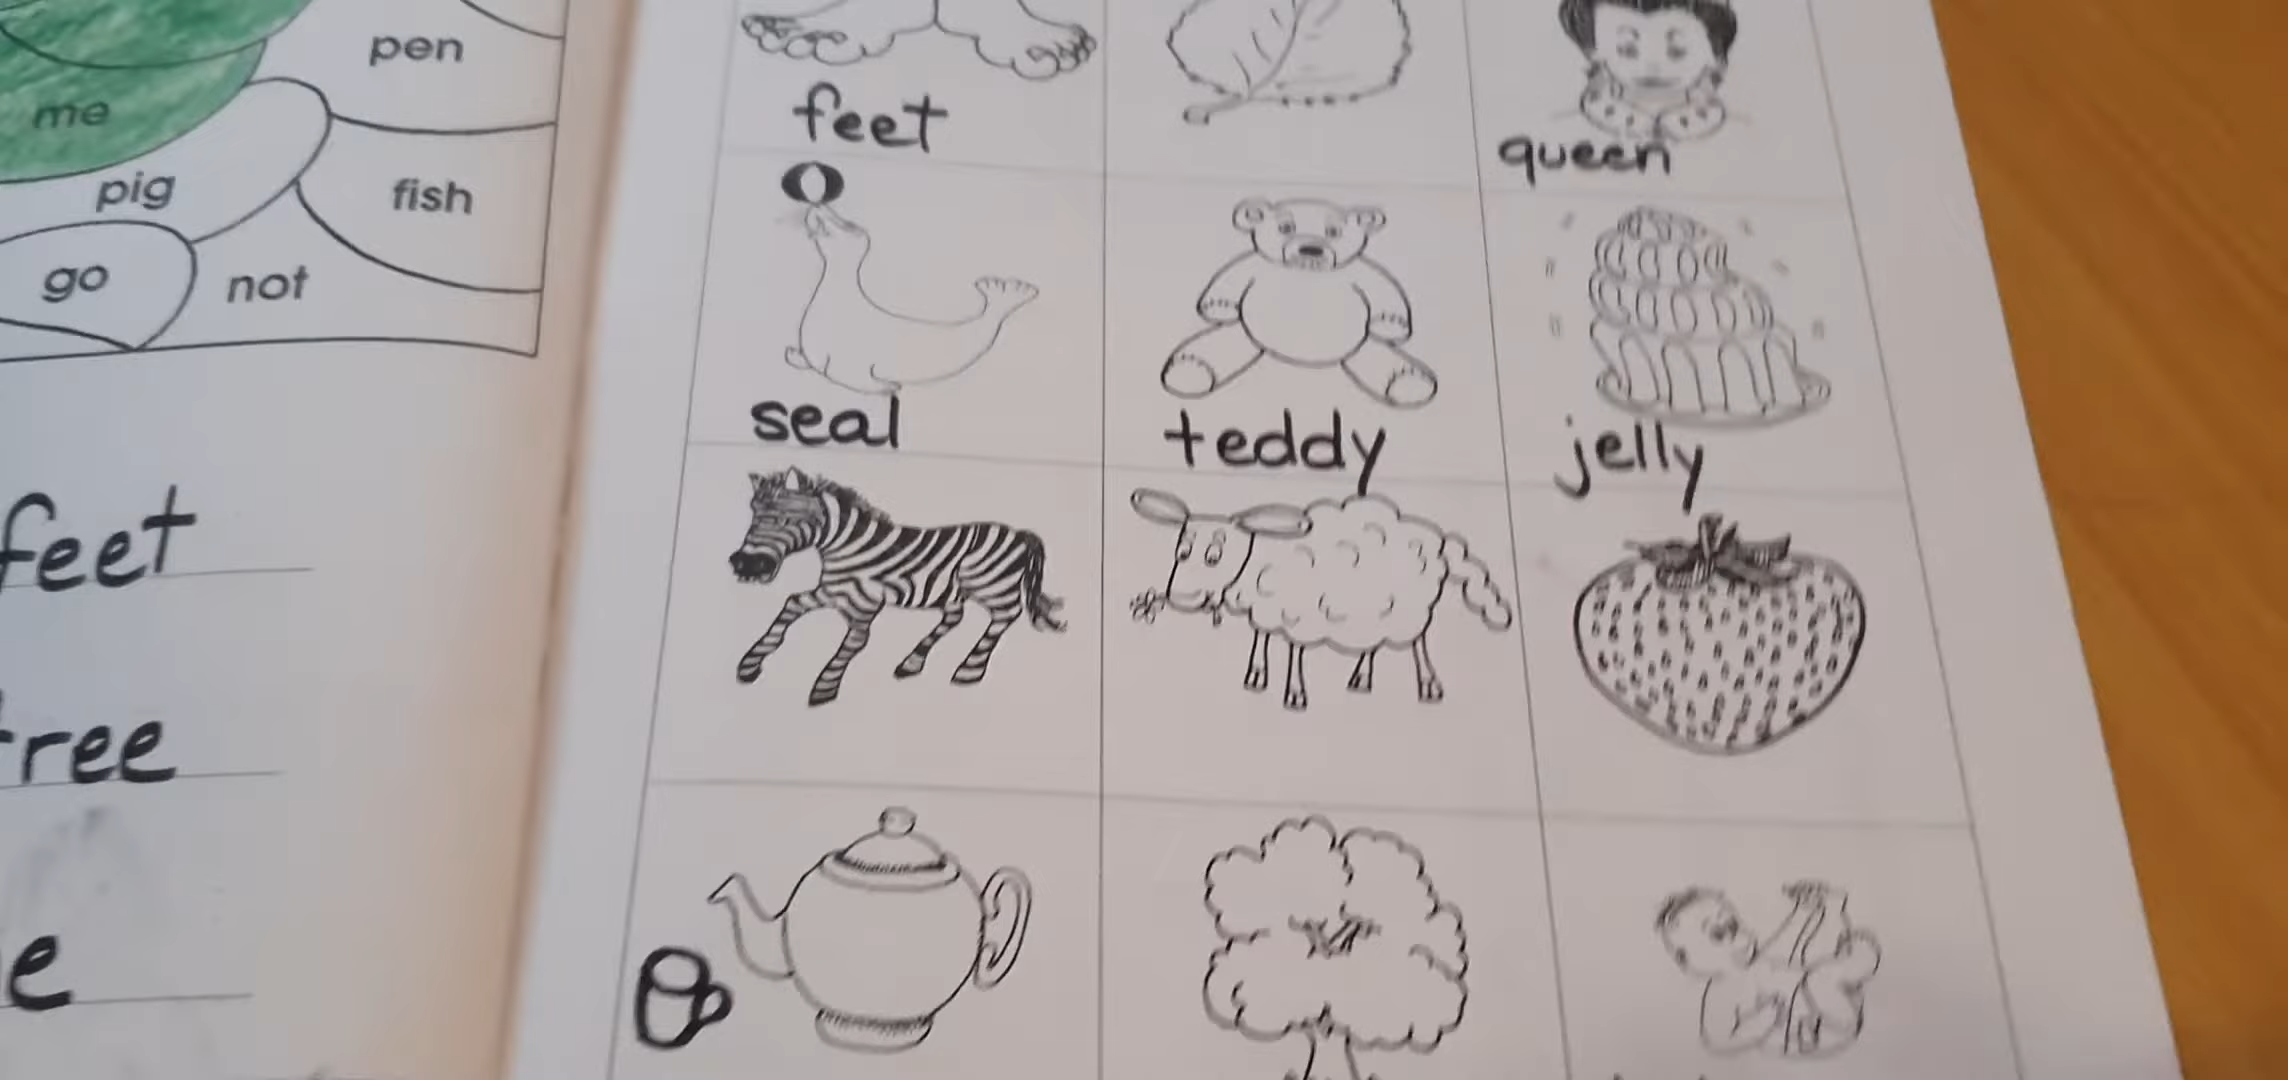 pen
me
pig
fish
go
not
feet
ree
e
feet
queen
seal
teddy
jelly